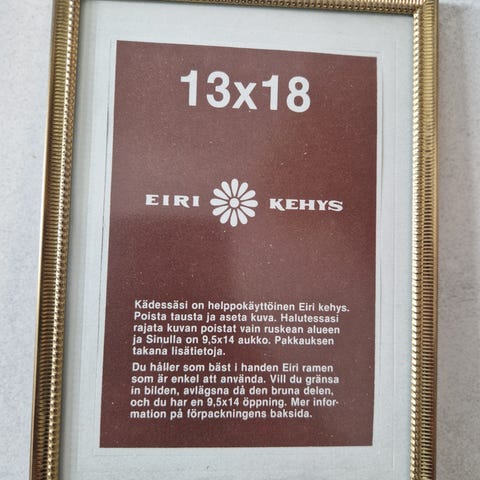 13x18
EIRI KEHYS
Kädessäsi on helppokäyttöinen Eiri kehys.
Poista tausta ja aseta kuva. Halutessasi
rajata kuvan poistat vain ruskean alueen
ja Sinulla on 9,5x14 aukko. Pakkauksen
takana lisätietoja.
Du håller som bäst i handen Eiri ramen
som är enkel att använda. Vill du gränsa
in bilden, avlägsna då den bruna delen,
och du har en 9,5x14 öppning. Mer infor-
mation på förpackningens baksida.